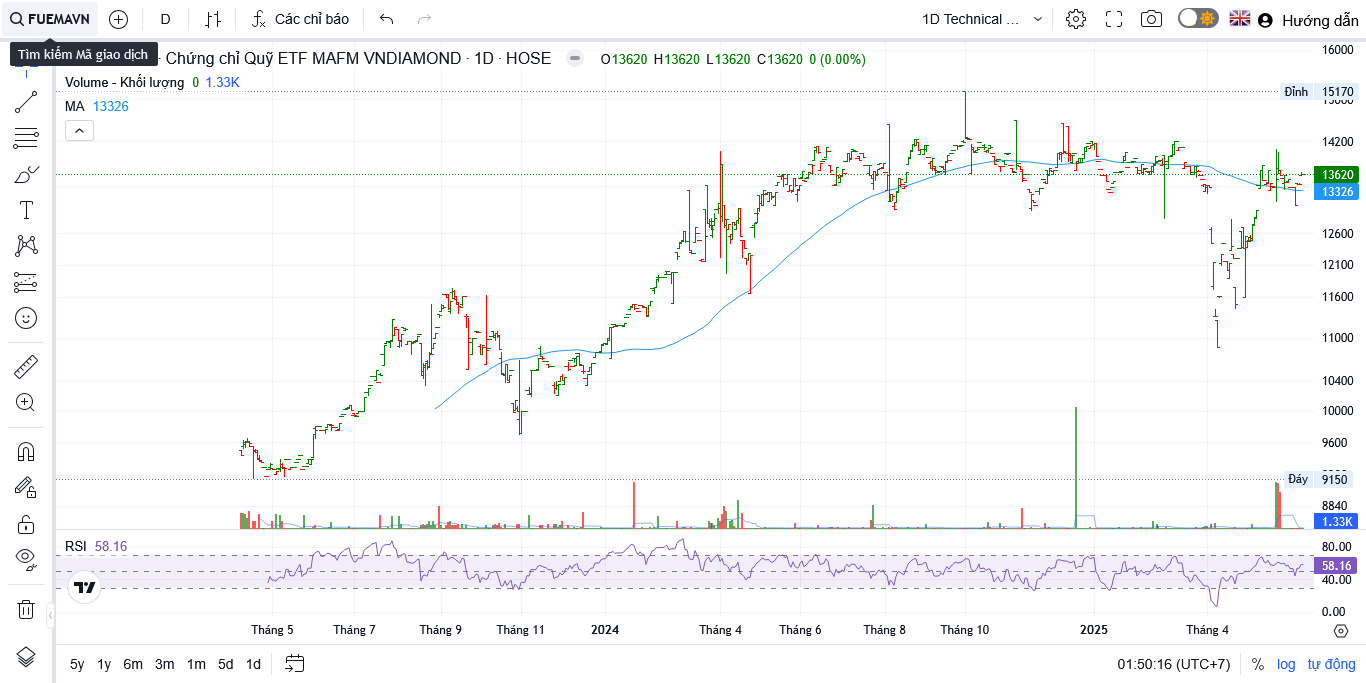 FUEMAVN
D
Các chỉ báo
1D Technical ...
Hướng dẫn
Tìm kiếm Mã giao dịch
· Chứng chỉ Quỹ ETF MAFM VNDIAMOND · 1D · HOSE
O13620 H13620 L13620 C13620 0 (0.00%)
Volume - Khối lượng 0 1.33K
MA 13326
16000
Đỉnh 15170
15000
14200
13620
13326
12600
12100
11600
11000
10400
10000
9600
Đáy 9150
8840
1.33K
RSI 58.16
80.00
58.16
40.00
0.00
Tháng 5 Tháng 7 Tháng 9 Tháng 11 2024 Tháng 4 Tháng 6 Tháng 8 Tháng 10 2025 Tháng 4
5y 1y 6m 3m 1m 5d 1d
01:50:16 (UTC+7) % log tự động